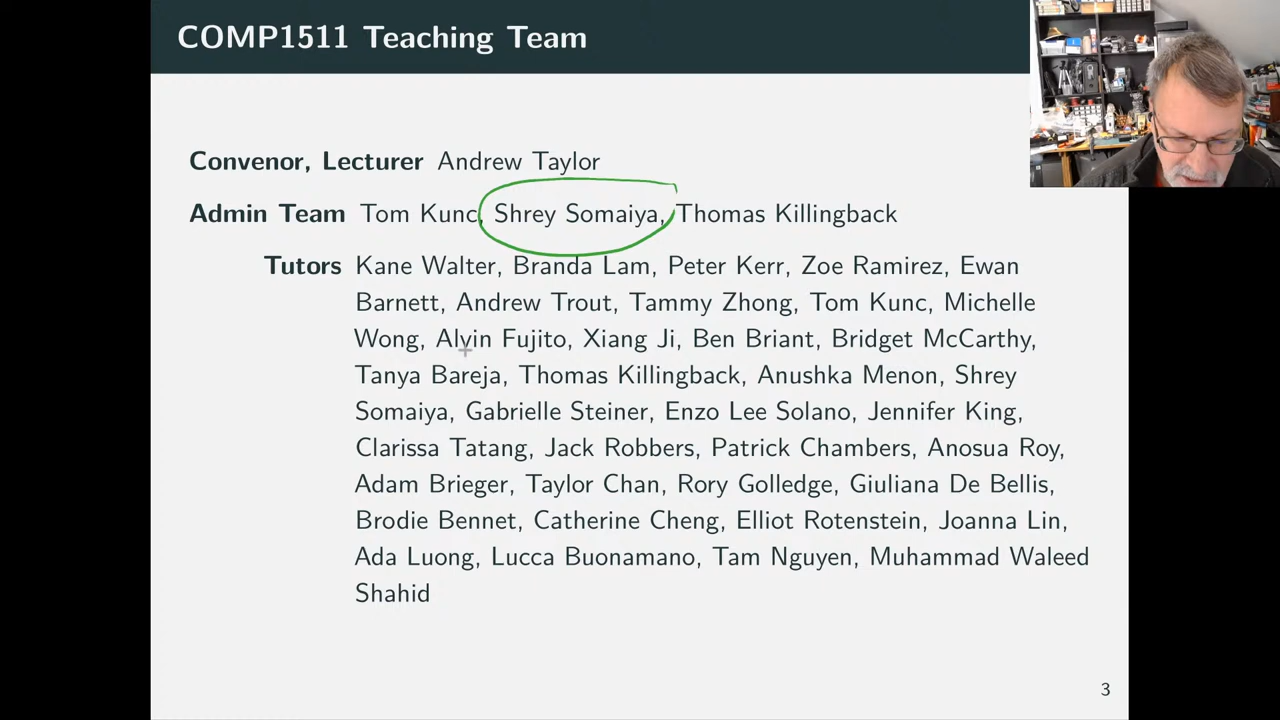 COMP1511 Teaching Team
Convenor, Lecturer Andrew Taylor
Admin Team Tom Kunc, Shrey Somaiya, Thomas Killingback
Tutors Kane Walter, Branda Lam, Peter Kerr, Zoe Ramirez, Ewan
Barnett, Andrew Trout, Tammy Zhong, Tom Kunc, Michelle
Wong, Alvin Fujito, Xiang Ji, Ben Briant, Bridget McCarthy,
Tanya Bareja, Thomas Killingback, Anushka Menon, Shrey
Somaiya, Gabrielle Steiner, Enzo Lee Solano, Jennifer King,
Clarissa Tatang, Jack Robbers, Patrick Chambers, Anosua Roy,
Adam Brieger, Taylor Chan, Rory Golledge, Giuliana De Bellis,
Brodie Bennet, Catherine Cheng, Elliot Rotenstein, Joanna Lin,
Ada Luong, Lucca Buonamano, Tam Nguyen, Muhammad Waleed
Shahid
3